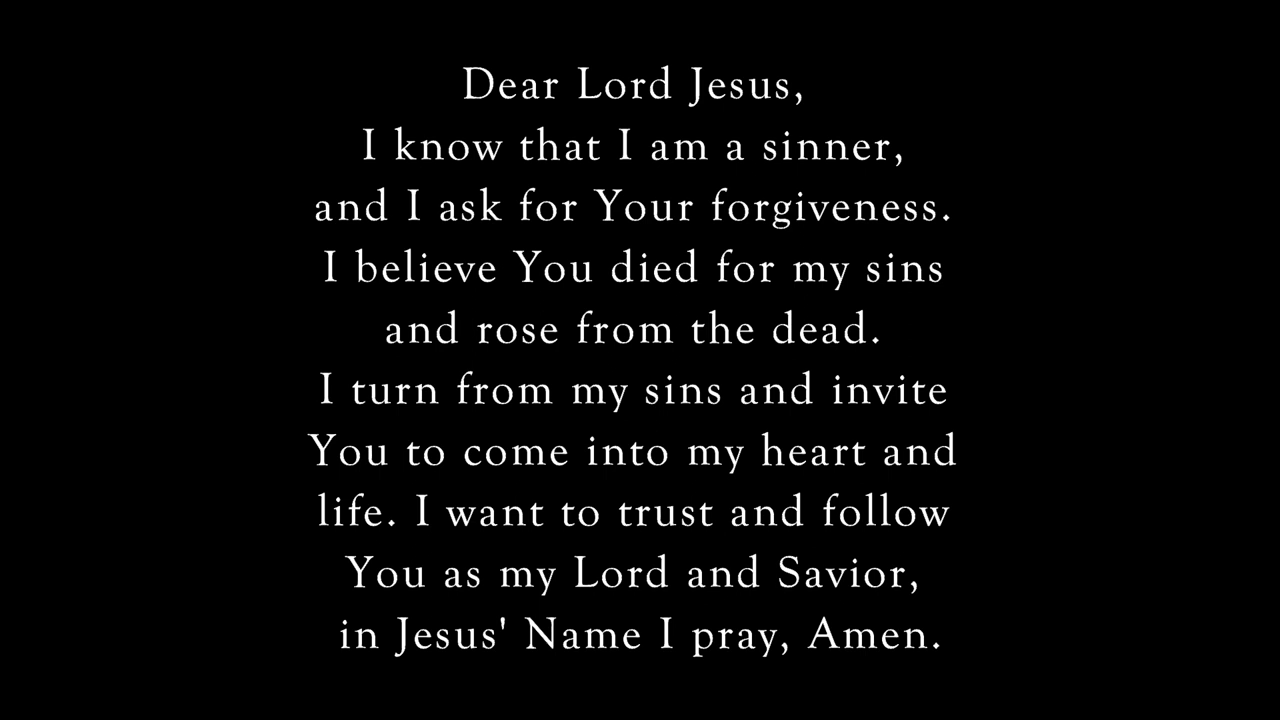 Dear Lord Jesus,
I know that I am a sinner,
and I ask for Your forgiveness.
I believe You died for my sins
and rose from the dead.
I turn from my sins and invite
You to come into my heart and
life. I want to trust and follow
You as my Lord and Savior,
in Jesus' Name I pray, Amen.